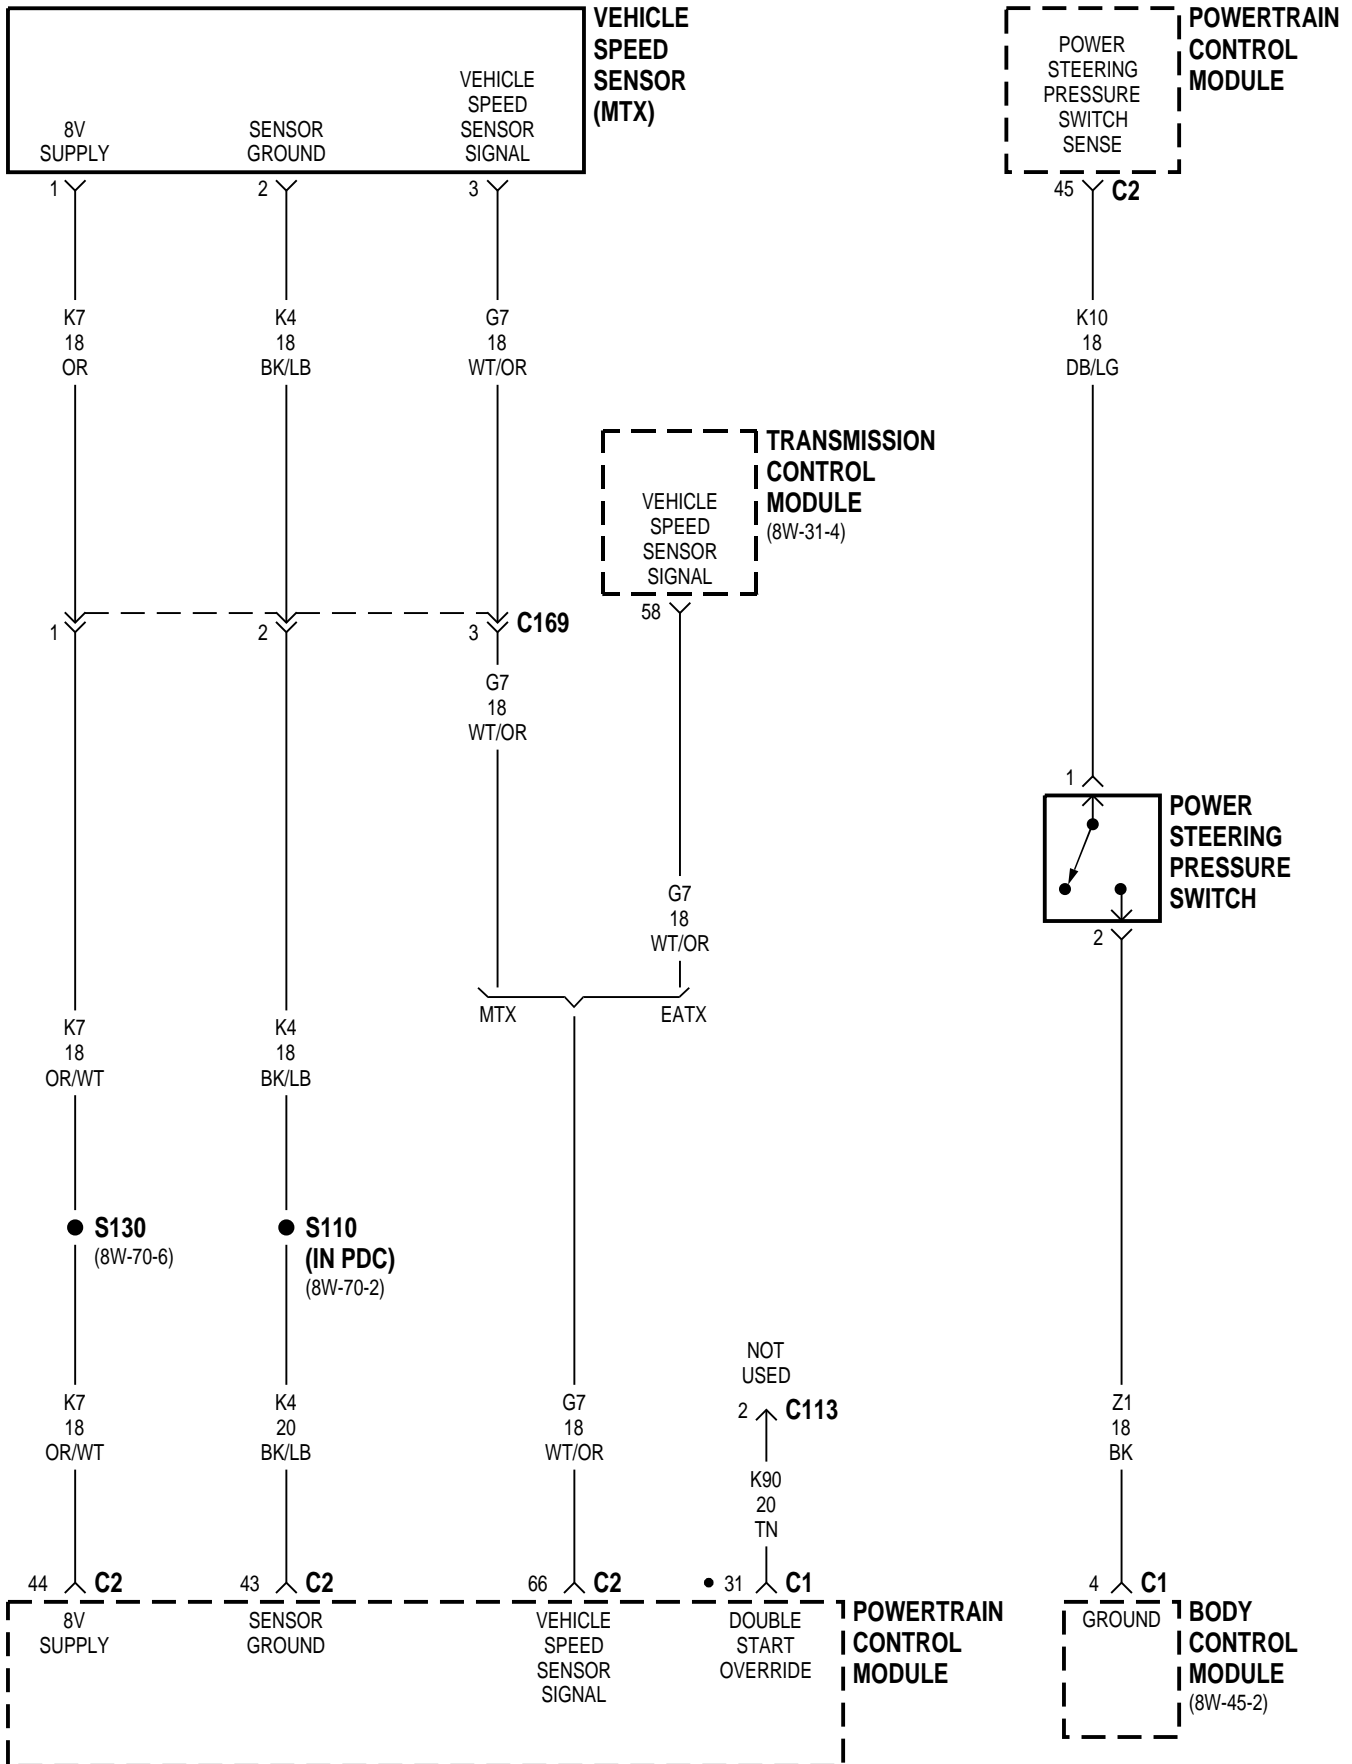 VEHICLE
SPEED
SENSOR
(MTX)
8V
SUPPLY
SENSOR
GROUND
VEHICLE
SPEED
SENSOR
SIGNAL
1
2
3
POWERTRAIN
CONTROL
MODULE
POWER
STEERING
PRESSURE
SWITCH
SENSE
45 C2
K7
18
OR
K4
18
BK/LB
G7
18
WT/OR
K10
18
DB/LG
TRANSMISSION
CONTROL
MODULE
(8W-31-4)
VEHICLE
SPEED
SENSOR
SIGNAL
58
1
2
3 C169
G7
18
WT/OR
1
POWER
STEERING
PRESSURE
SWITCH
2
G7
18
WT/OR
MTX
EATX
K7
18
OR/WT
K4
18
BK/LB
S130
(8W-70-6)
S110
(IN PDC)
(8W-70-2)
NOT
USED
2 C113
K7
18
OR/WT
K4
20
BK/LB
G7
18
WT/OR
K90
20
TN
Z1
18
BK
44 C2
43 C2
66 C2
• 31 C1
4 C1
8V
SUPPLY
SENSOR
GROUND
VEHICLE
SPEED
SENSOR
SIGNAL
DOUBLE
START
OVERRIDE
POWERTRAIN
CONTROL
MODULE
GROUND
BODY
CONTROL
MODULE
(8W-45-2)